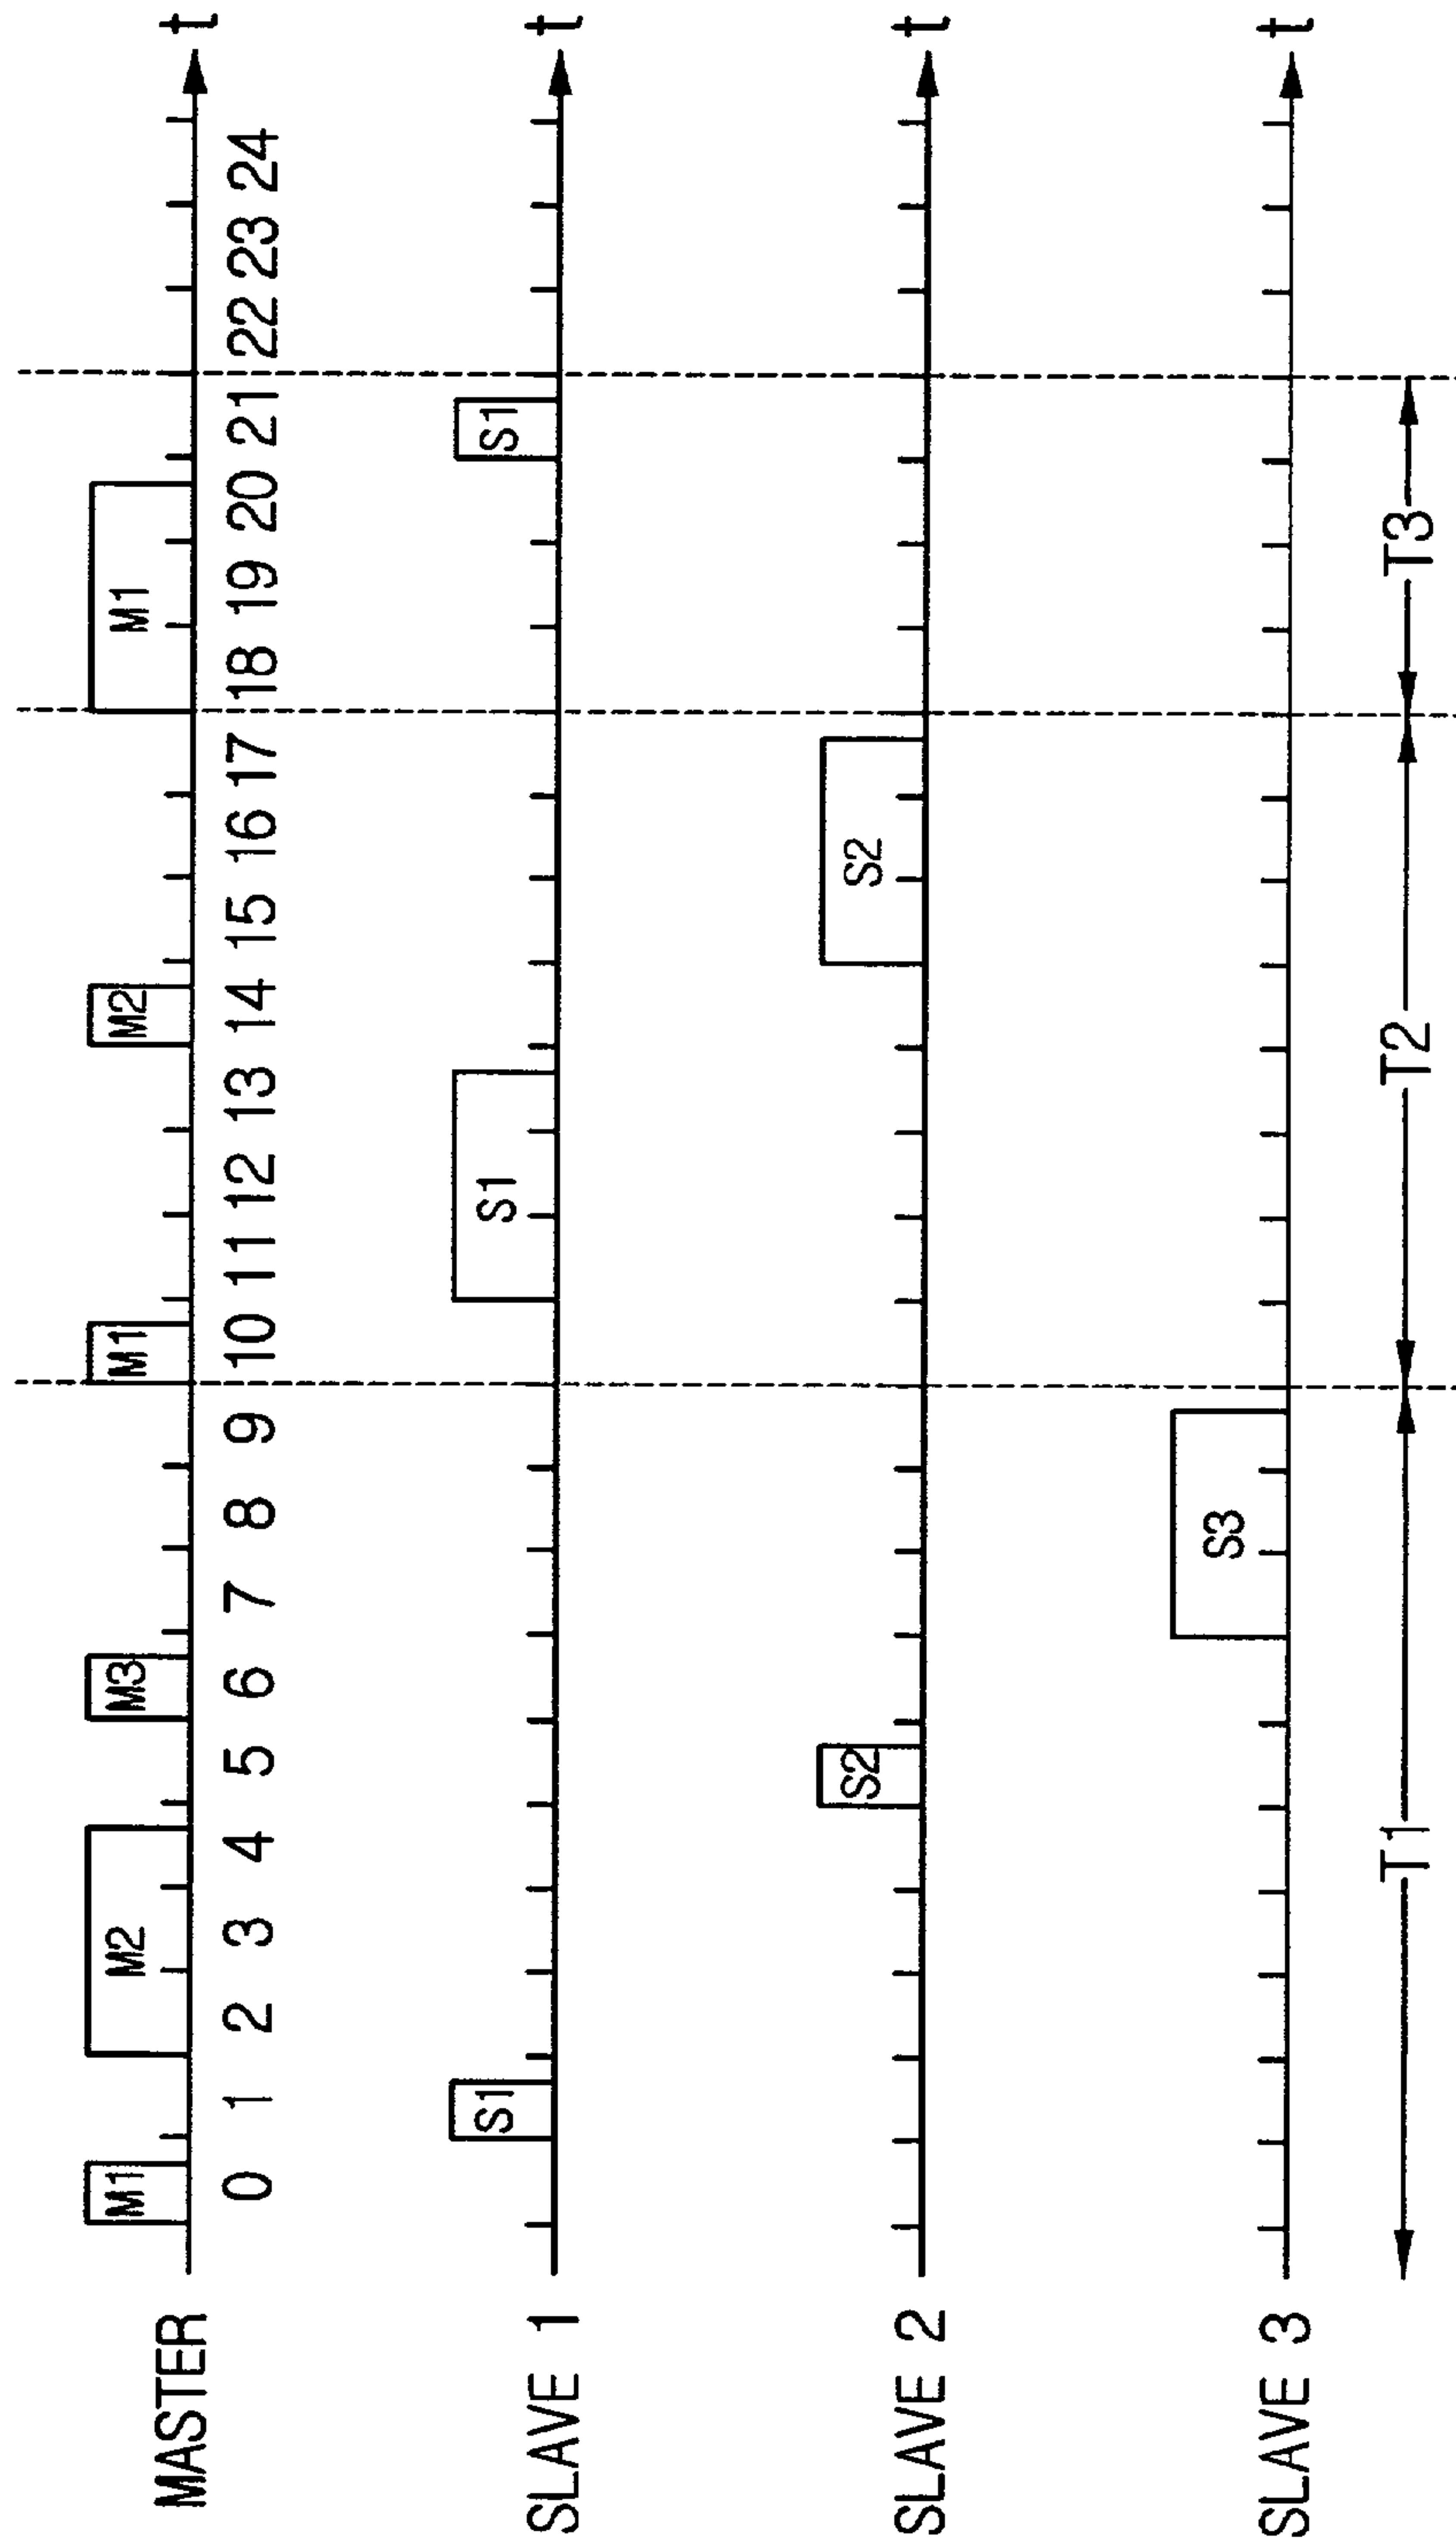 MASTER
M1 M2 M3 M1 M2 M1 t
0 1 2 3 4 5 6 7 8 9 10 11 12 13 14 15 16 17 18 19 20 21 22 23 24
SLAVE 1
S1 S1 S1 t
SLAVE 2
S2 S2 t
SLAVE 3
S3 t
T1 T2 T3